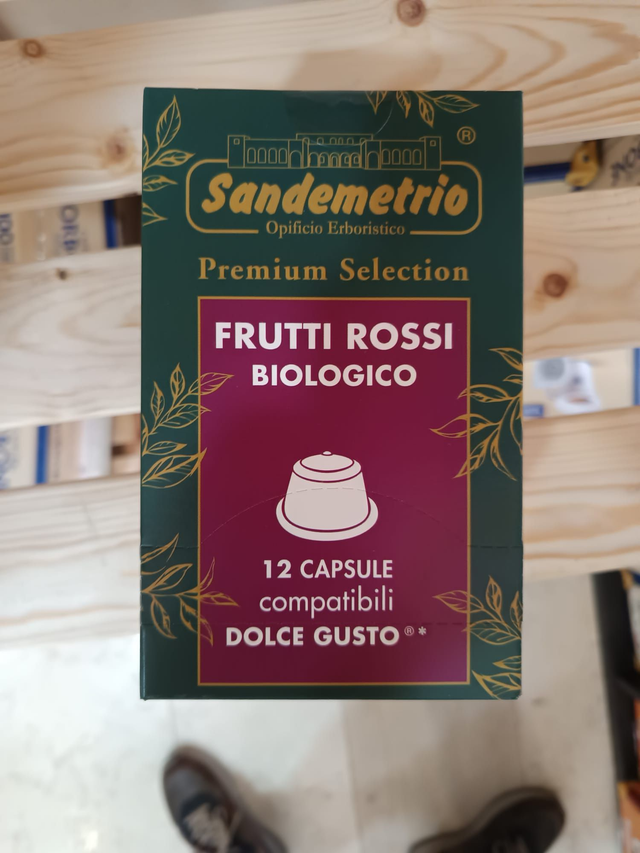 Sandemetrio ®
Opificio Erboristico
Premium Selection
FRUTTI ROSSI
BIOLOGICO
12 CAPSULE
compatibili
DOLCE GUSTO®*